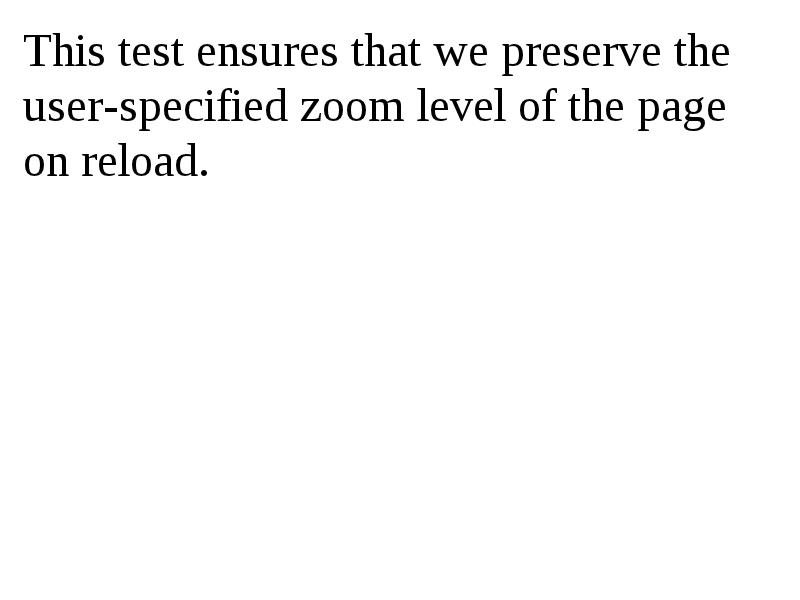 This test ensures that we preserve the
user-specified zoom level of the page
on reload.